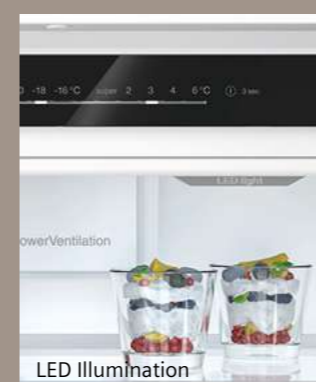 -18 -16 °C super 2 3 4 6 °C 3 sec
LED light
owerVentilation
LED Illumination